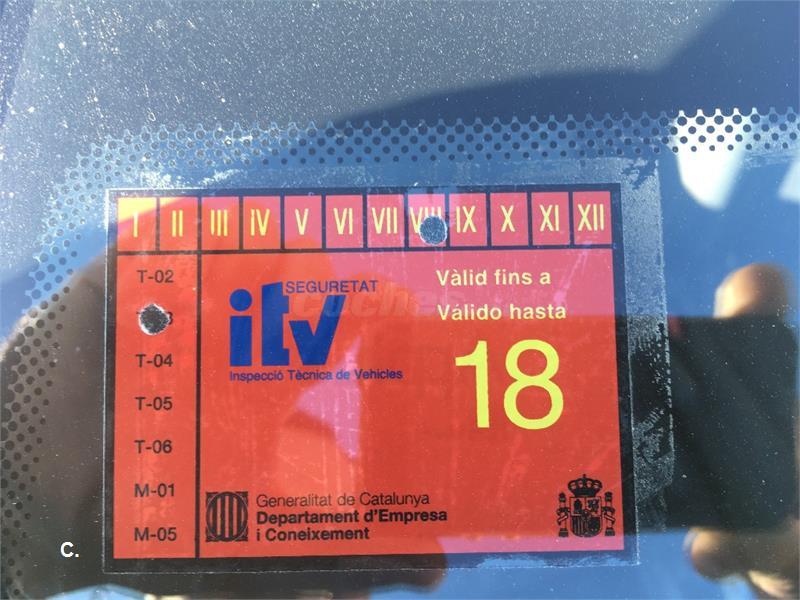 I II III IV V VI VII VIII IX X XI XII
T-02
T-04
T-05
T-06
M-01
M-05
SEGURETAT
itv
Inspecció Tècnica de Vehicles
Vàlid fins a
Válido hasta
18
Generalitat de Catalunya
Departament d'Empresa
i Coneixement
C.